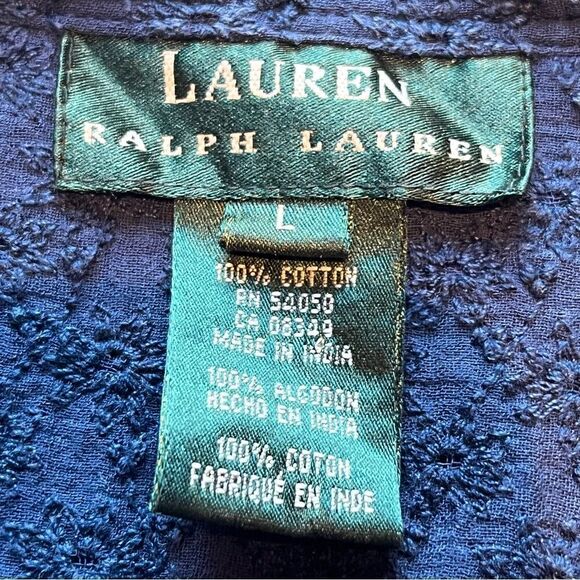 LAUREN
RALPH LAUREN
L
100% COTTON
RN 54050
CA 08349
MADE IN INDIA
100% ALGODON
HECHO EN INDIA
100% COTON
FABRIQUÉ EN INDE